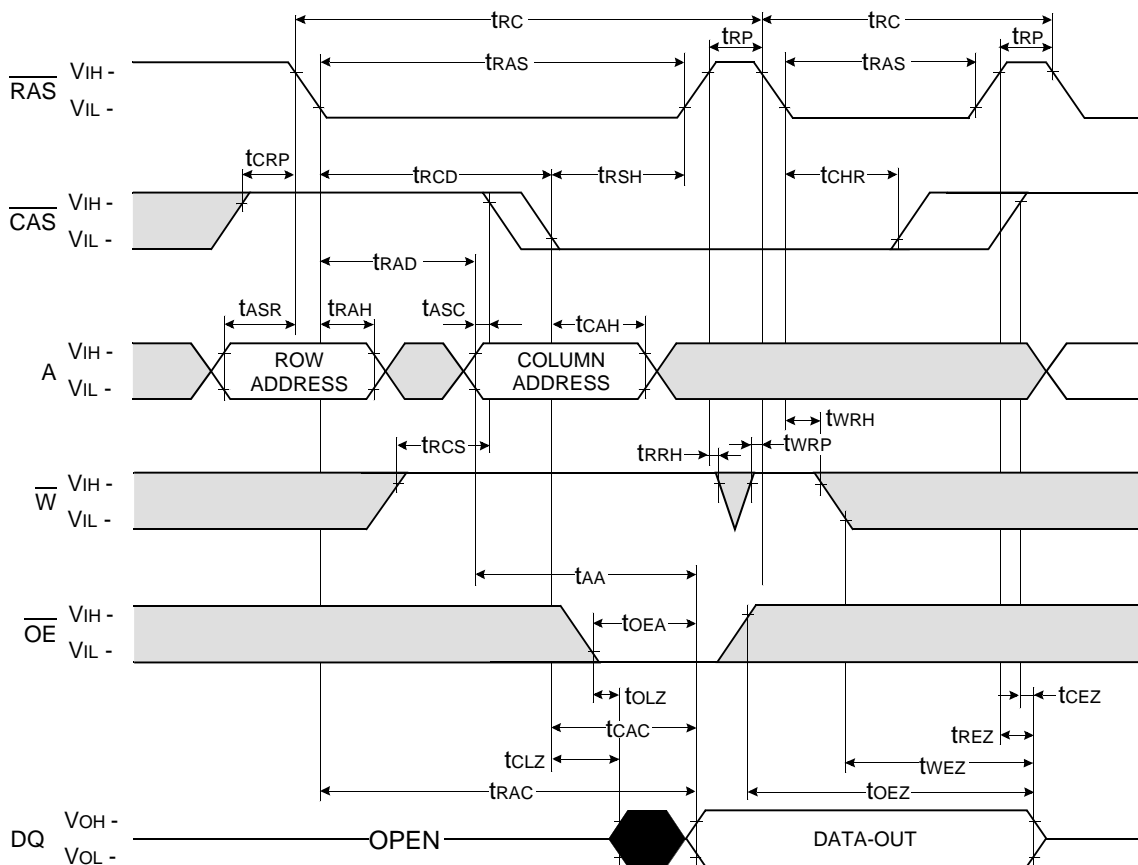 tRC tRC
tRP tRP
tRAS tRAS
RAS VIH -
VIL -
tCRP tRCD tRSH tCHR
CAS VIH -
VIL -
tRAD
tASR tRAH tASC tCAH
A VIH -
VIL -
ROW
ADDRESS
COLUMN
ADDRESS
tWRH
tRCS tRRH tWRP
W VIH -
VIL -
tAA
OE VIH -
VIL -
tOEA
tOLZ tCEZ
tCAC
tREZ
tCLZ tWEZ
tRAC tOEZ
DQ VOH -
VOL -
OPEN DATA-OUT